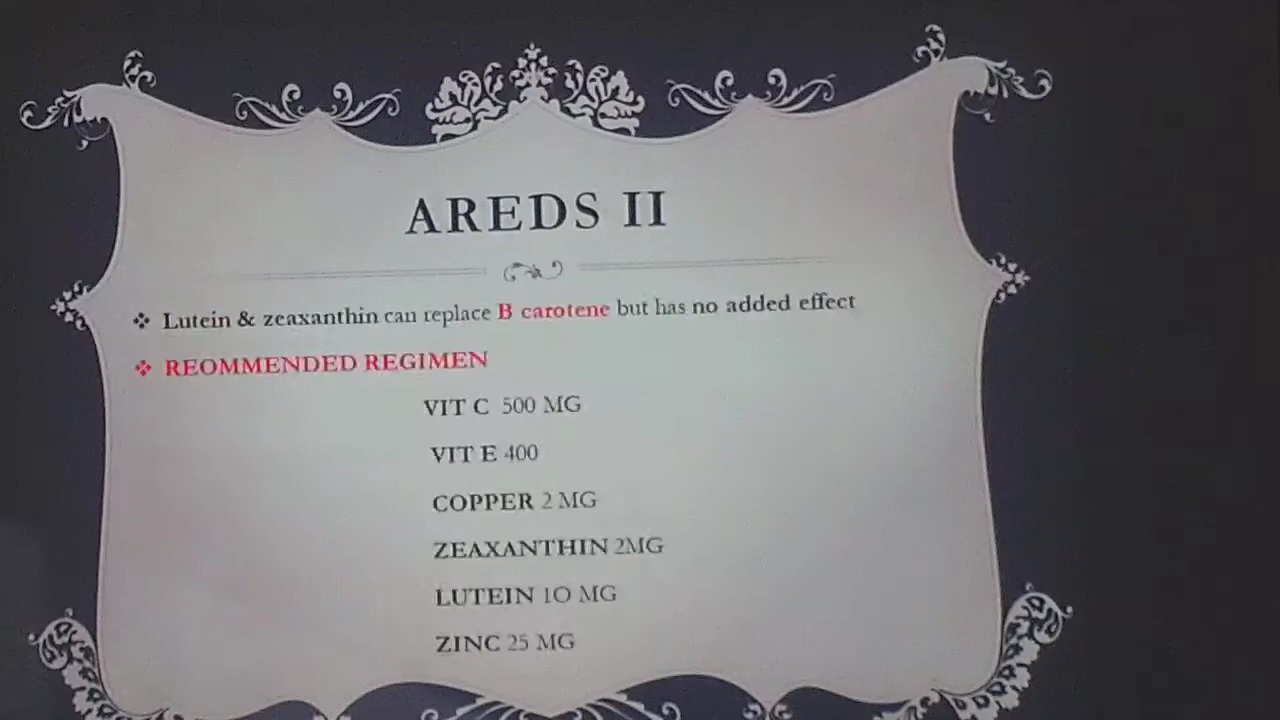 AREDS II
Lutein & zeaxanthin can replace B carotene but has no added effect
REOMMENDED REGIMEN
VIT C 500 MG
VIT E 400
COPPER 2 MG
ZEAXANTHIN 2MG
LUTEIN 1O MG
ZINC 25 MG